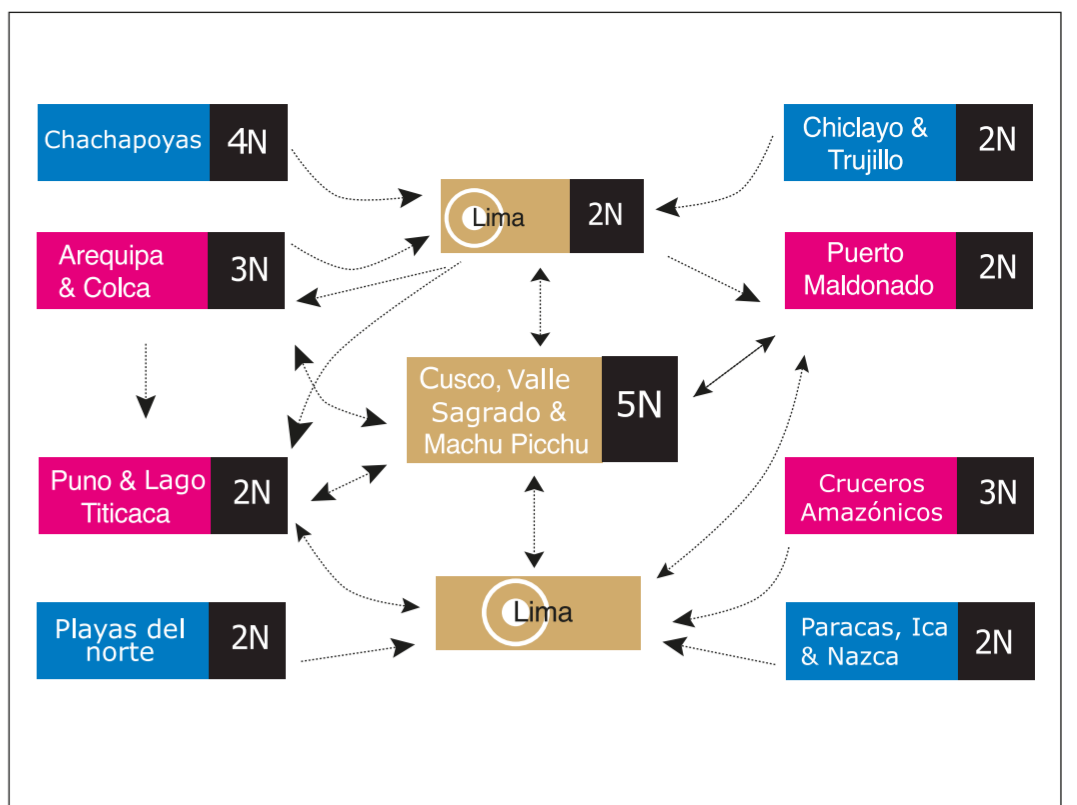 Chachapoyas 4N
Chiclayo &
Trujillo
2N
Lima 2N
Arequipa
& Colca
3N
Puerto
Maldonado
2N
Cusco, Valle
Sagrado &
Machu Picchu
5N
Puno & Lago
Titicaca
2N
Cruceros
Amazónicos
3N
Lima
Playas del
norte
2N
Paracas, Ica
& Nazca
2N